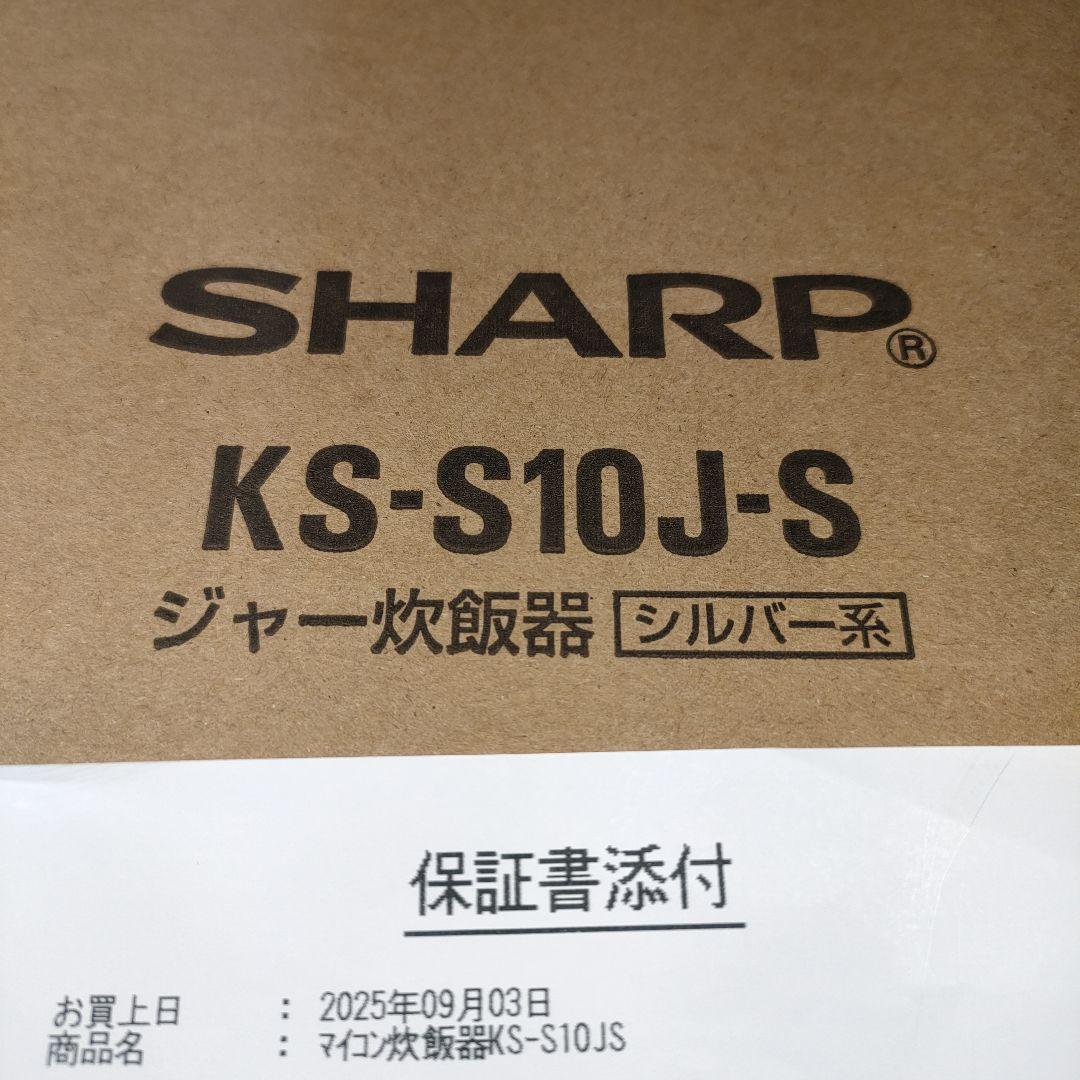 SHARP®
KS-S10J-S
ジャー炊飯器 シルバー系
保証書添付
お買上日 : 2025年09月03日
商品名 : ﾏｲｺﾝ炊飯器KS-S10JS